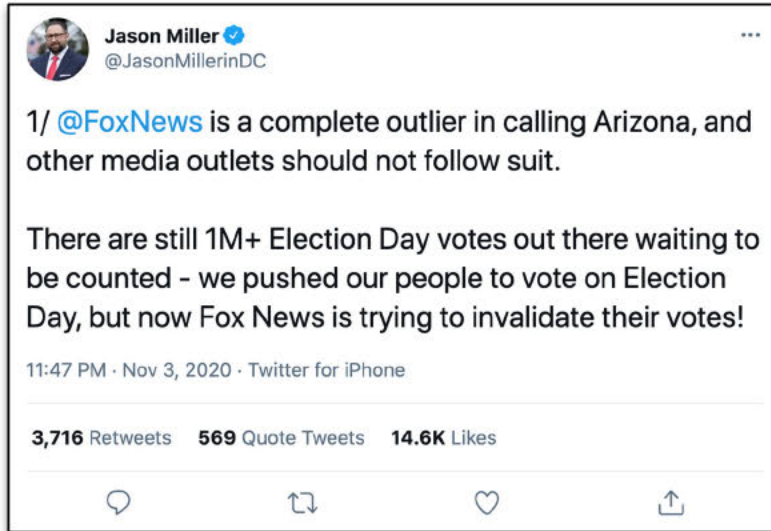 Jason Miller
@JasonMillerinDC
1/ @FoxNews is a complete outlier in calling Arizona, and
other media outlets should not follow suit.
There are still 1M+ Election Day votes out there waiting to
be counted - we pushed our people to vote on Election
Day, but now Fox News is trying to invalidate their votes!
11:47 PM · Nov 3, 2020 · Twitter for iPhone
3,716 Retweets 569 Quote Tweets 14.6K Likes